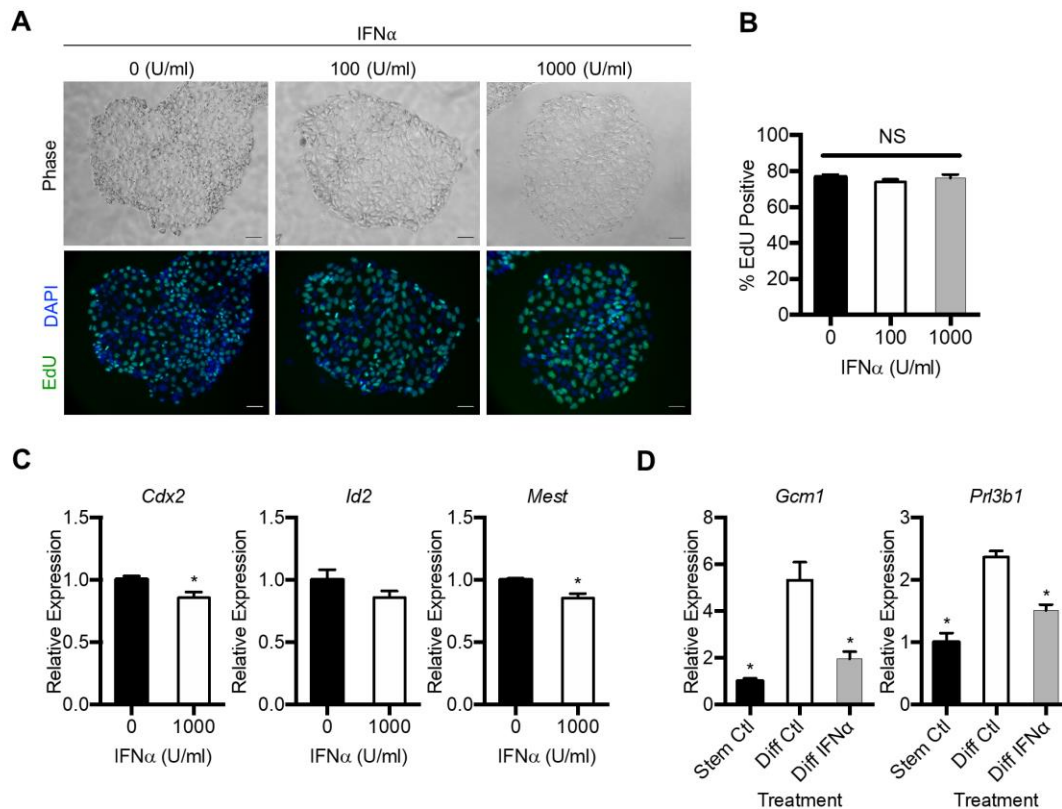 A
IFNα
0 (U/ml) 100 (U/ml) 1000 (U/ml)
Phase
EdU DAPI
B
NS
% EdU Positive
100
80
60
40
20
0
0 100 1000
IFNα (U/ml)
C
Cdx2
Relative Expression
1.5
1.0
0.5
0.0
*
0 1000
IFNα (U/ml)
Id2
Relative Expression
1.5
1.0
0.5
0.0
0 1000
IFNα (U/ml)
Mest
Relative Expression
1.5
1.0
0.5
0.0
*
0 1000
IFNα (U/ml)
D
Gcm1
Relative Expression
8
6
4
2
0
*
*
Stem Ctl
Diff Ctl
Diff IFNα
Treatment
Prl3b1
Relative Expression
3
2
1
0
*
*
Stem Ctl
Diff Ctl
Diff IFNα
Treatment